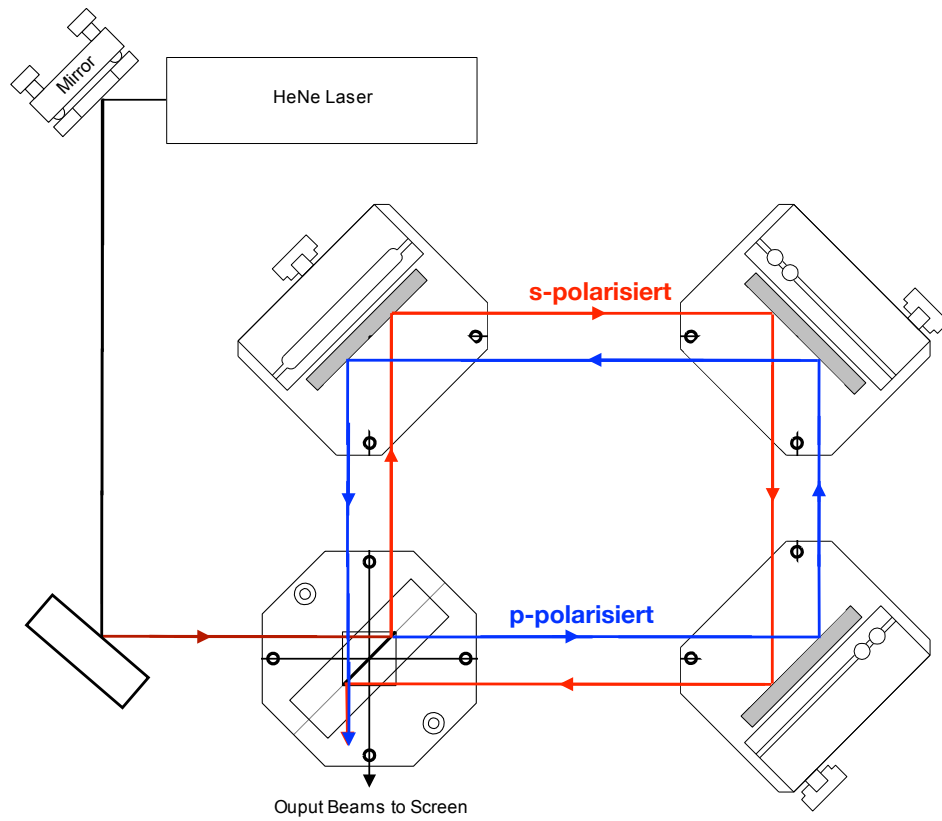 Mirror
HeNe Laser
s-polarisiert
p-polarisiert
Ouput Beams to Screen